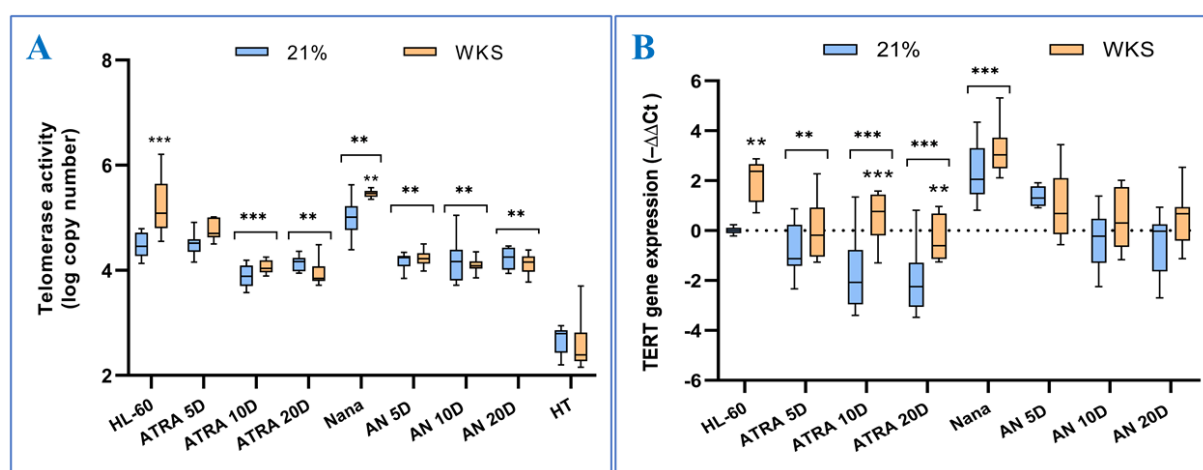 A
21% WKS
Telomerase activity
(log copy number)
8
6
4
2
***
***
**
**
**
**
**
**
HL-60 ATRA 5D ATRA 10D ATRA 20D Nana AN 5D AN 10D AN 20D HT
B
21% WKS
TERT gene expression (−ΔΔCt )
6
4
2
0
-2
-4
-6
**
**
***
***
***
**
***
HL-60 ATRA 5D ATRA 10D ATRA 20D Nana AN 5D AN 10D AN 20D